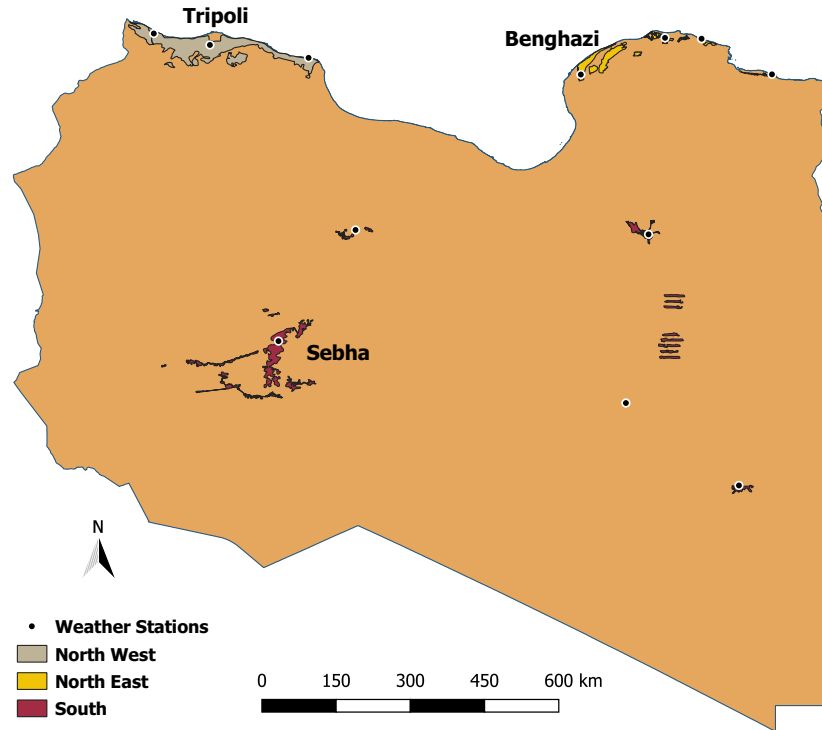 Tripoli
Benghazi
Sebha
N
Weather Stations
North West
North East
South
0 150 300 450 600 km